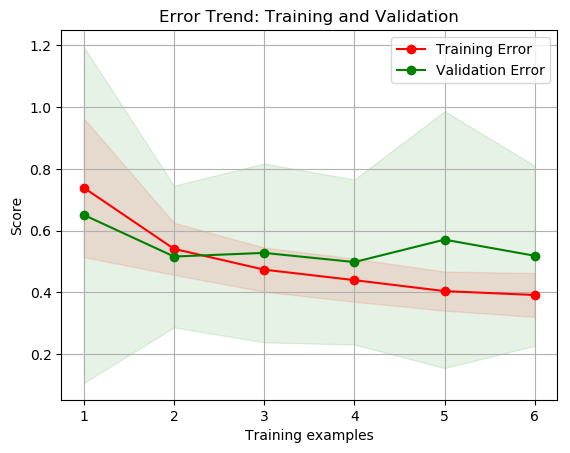 Error Trend: Training and Validation
Training Error
Validation Error
1.2
1.0
0.8
0.6
0.4
0.2
Score
1 2 3 4 5 6
Training examples